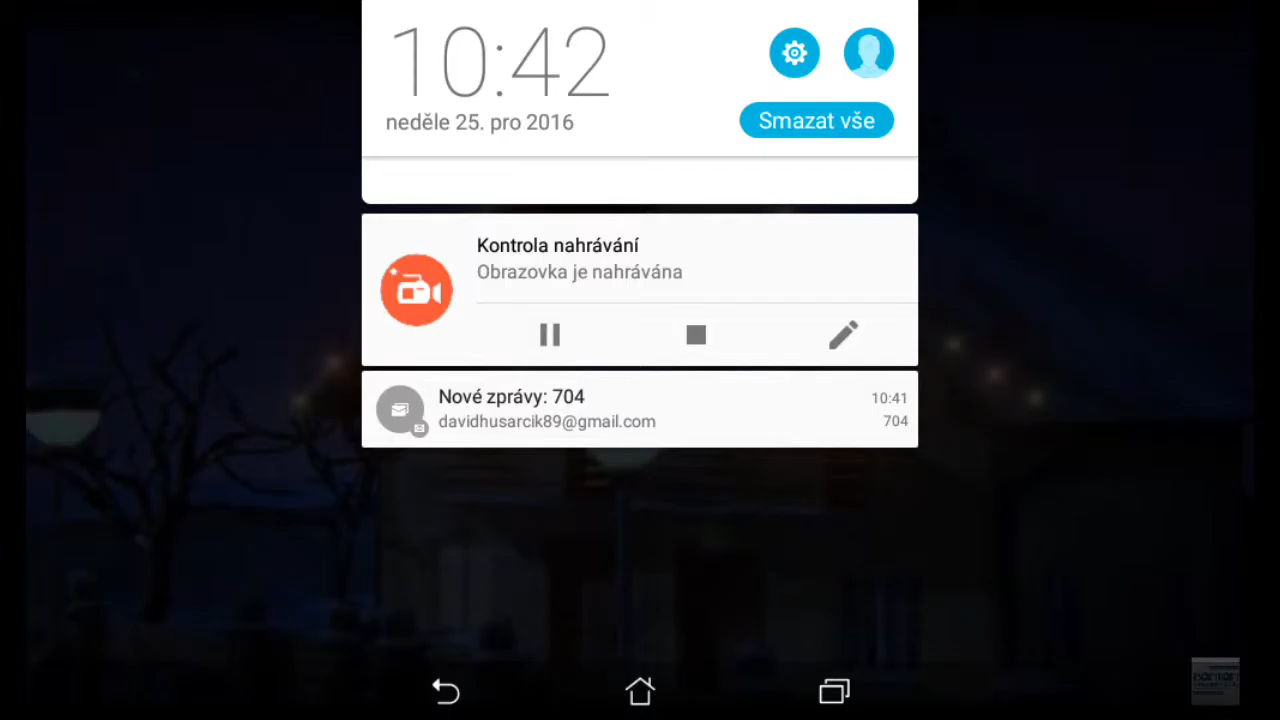 10:42
neděle 25. pro 2016
Smazat vše
Kontrola nahrávání
Obrazovka je nahrávána
Nové zprávy: 704
10:41
davidhusarcik89@gmail.com
704